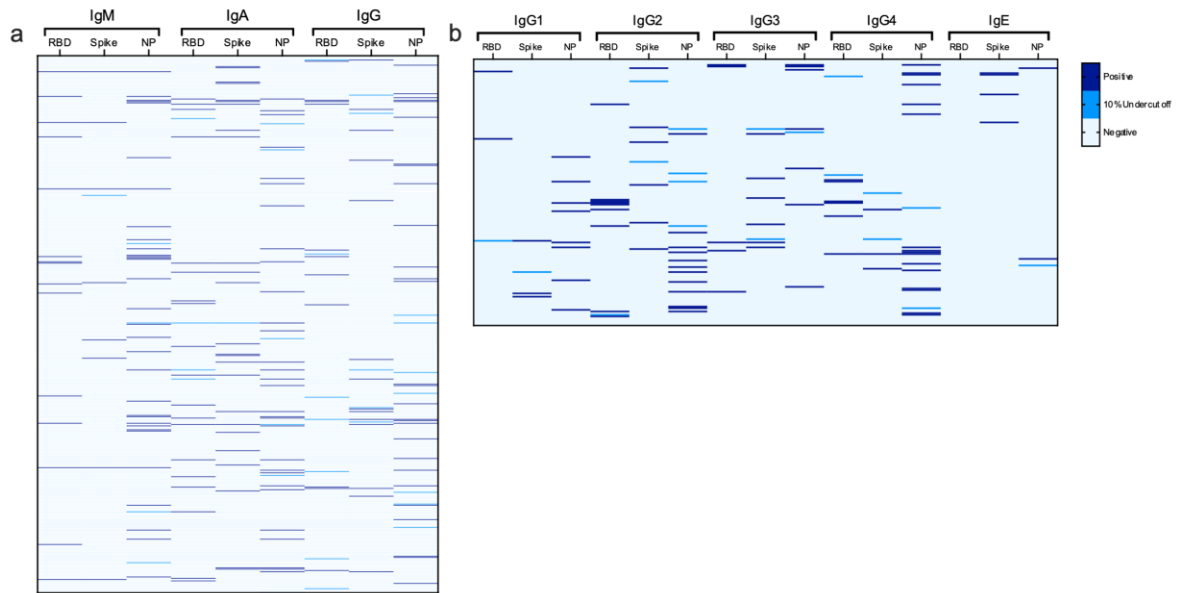 a
IgM IgA IgG
RBD Spike NP RBD Spike NP RBD Spike NP
b
IgG1 IgG2 IgG3 IgG4 IgE
RBD Spike NP RBD Spike NP RBD Spike NP RBD Spike NP RBD Spike NP
Positive
10% Under cut off
Negative